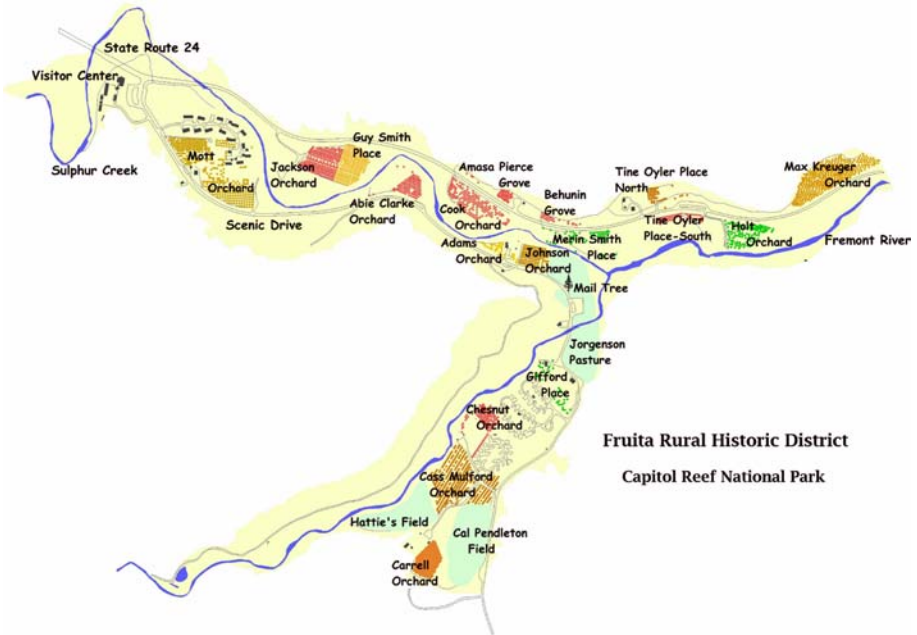 State Route 24
Visitor Center
Sulphur Creek
Mott
Orchard
Scenic Drive
Guy Smith
Place
Jackson
Orchard
Abie Clarke
Orchard
Amasa Pierce
Grove
Cook
Orchard
Behunin
Grove
Tine Oyler Place
North
Max Kreuger
Orchard
Tine Oyler
Place-South
Holt
Orchard
Fremont River
Merin Smith
Place
Adams
Orchard
Johnson
Orchard
Mail Tree
Jorgenson
Pasture
Gifford
Place
Chesnut
Orchard
Fruita Rural Historic District
Capitol Reef National Park
Cass Mulford
Orchard
Hattie's Field
Cal Pendleton
Field
Carrell
Orchard